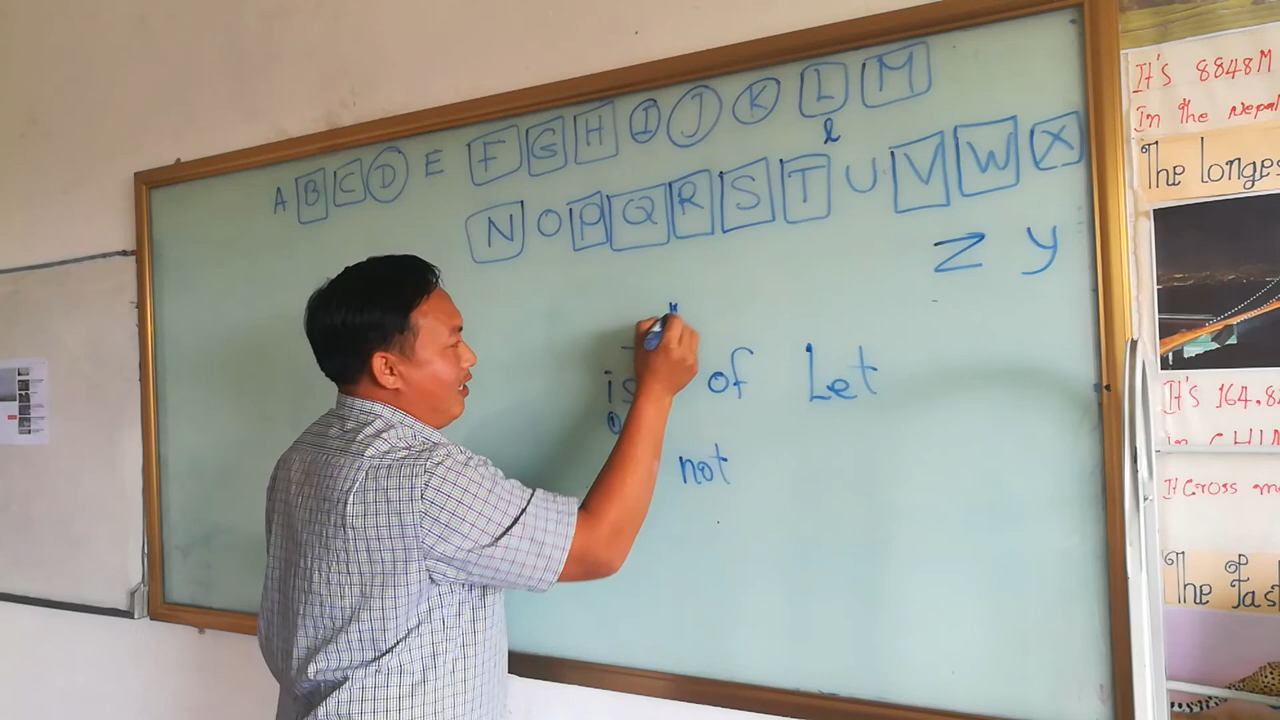 A B C D E F G H I J K L M
l
N O P Q R S T U V W X
Z y
is of Let
not
It's 8848M
In the Nepal
The Longes
It's 164.8
in CHIN
It Cross m
The Fast